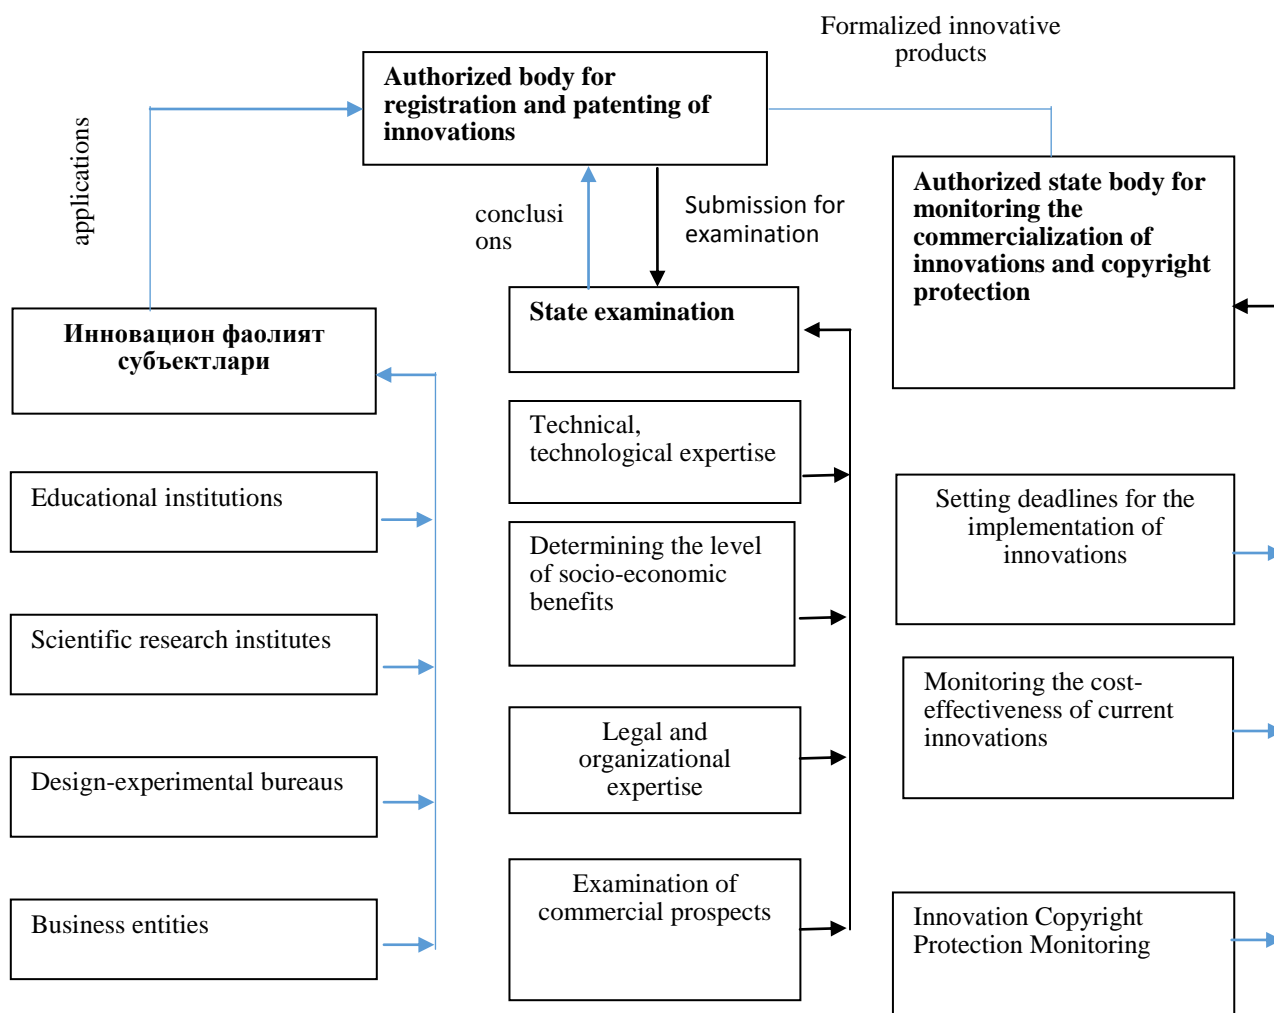 Formalized innovative
products
Authorized body for
registration and patenting of
innovations
applications
conclusi
ons
Submission for
examination
Authorized state body for
monitoring the
commercialization of
innovations and copyright
protection
Инновацион фаолият
субъектлари
State examination
Educational institutions
Scientific research institutes
Design-experimental bureaus
Business entities
Technical,
technological expertise
Determining the level
of socio-economic
benefits
Legal and
organizational
expertise
Examination of
commercial prospects
Setting deadlines for the
implementation of
innovations
Monitoring the cost-
effectiveness of current
innovations
Innovation Copyright
Protection Monitoring